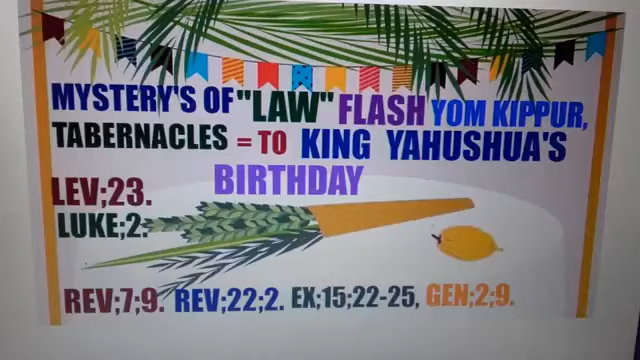 MYSTERY'S OF "LAW" FLASH YOM KIPPUR,
TABERNACLES = TO KING YAHUSHUA'S
BIRTHDAY
LEV;23.
LUKE;2.
REV;7;9. REV;22;2. EX;15;22-25, GEN;2;9.